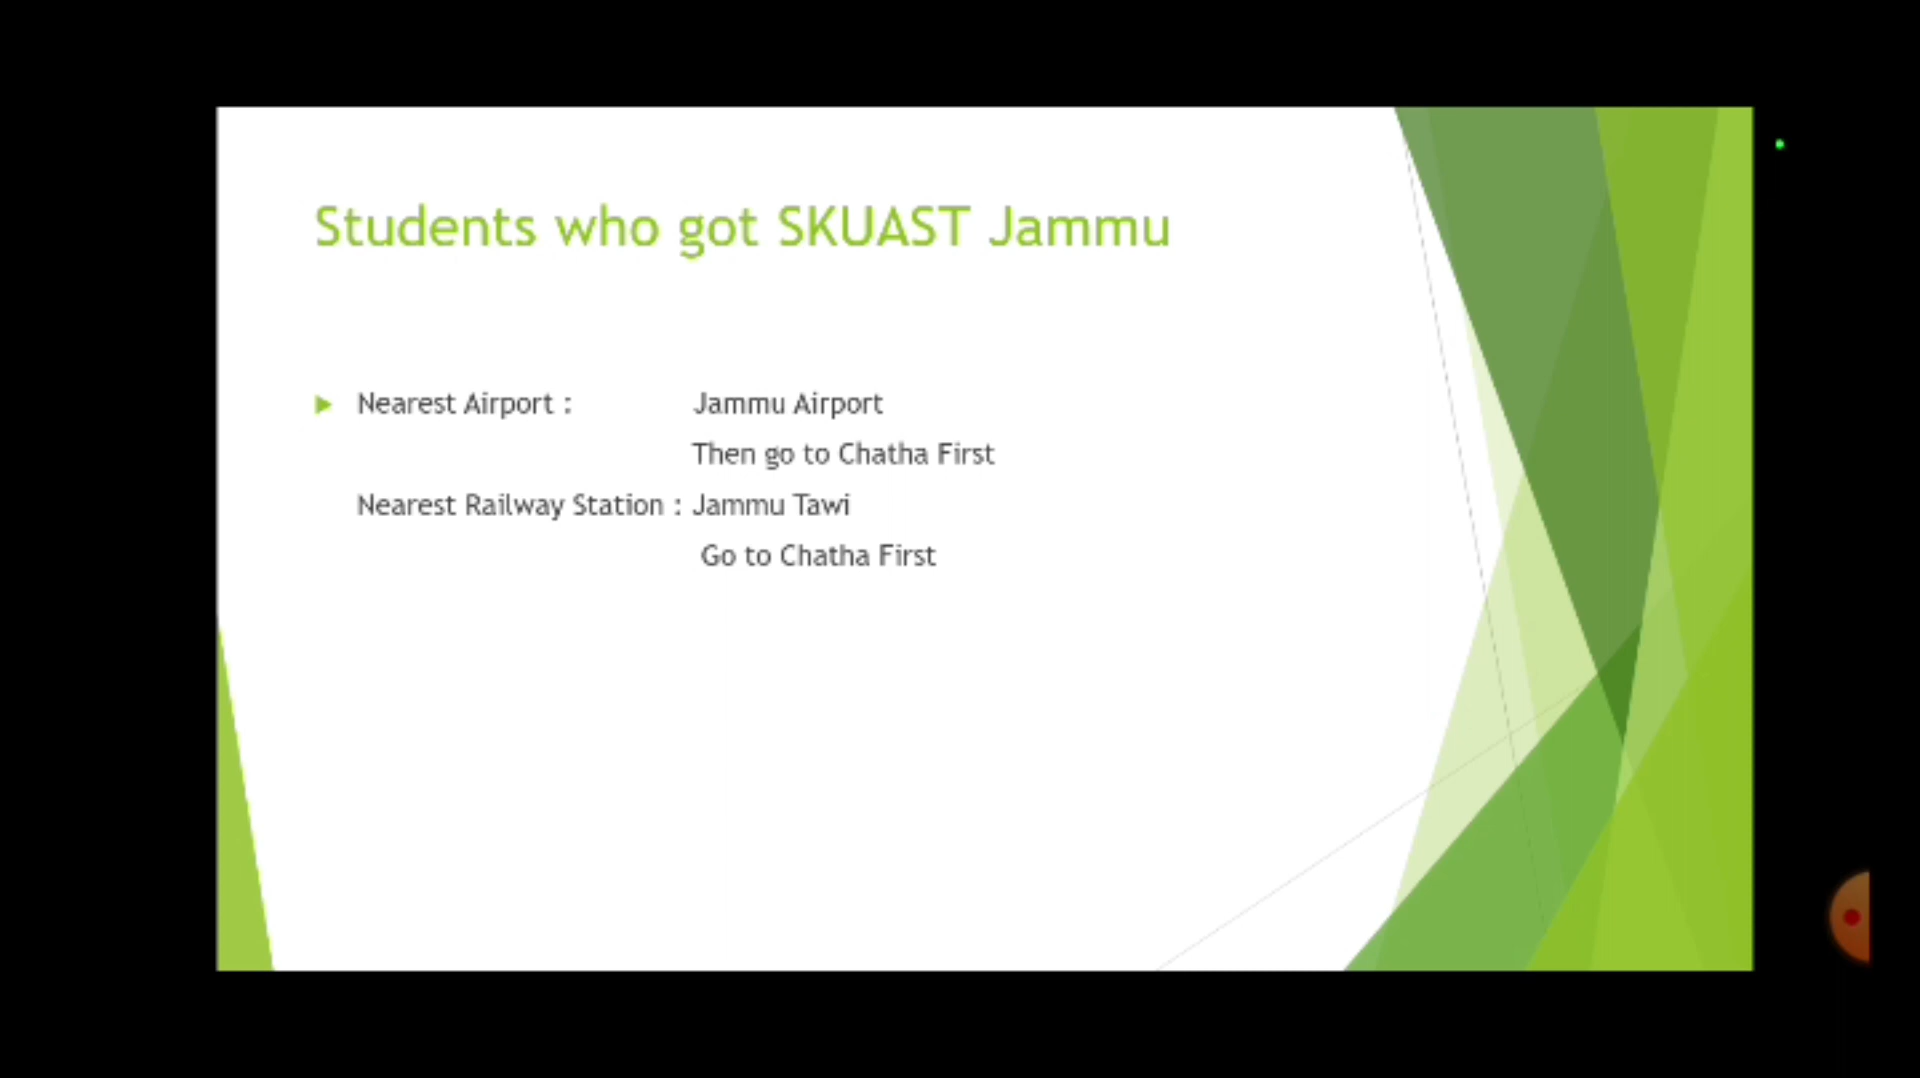 Students who got SKUAST Jammu
Nearest Airport : Jammu Airport
Then go to Chatha First
Nearest Railway Station : Jammu Tawi
Go to Chatha First